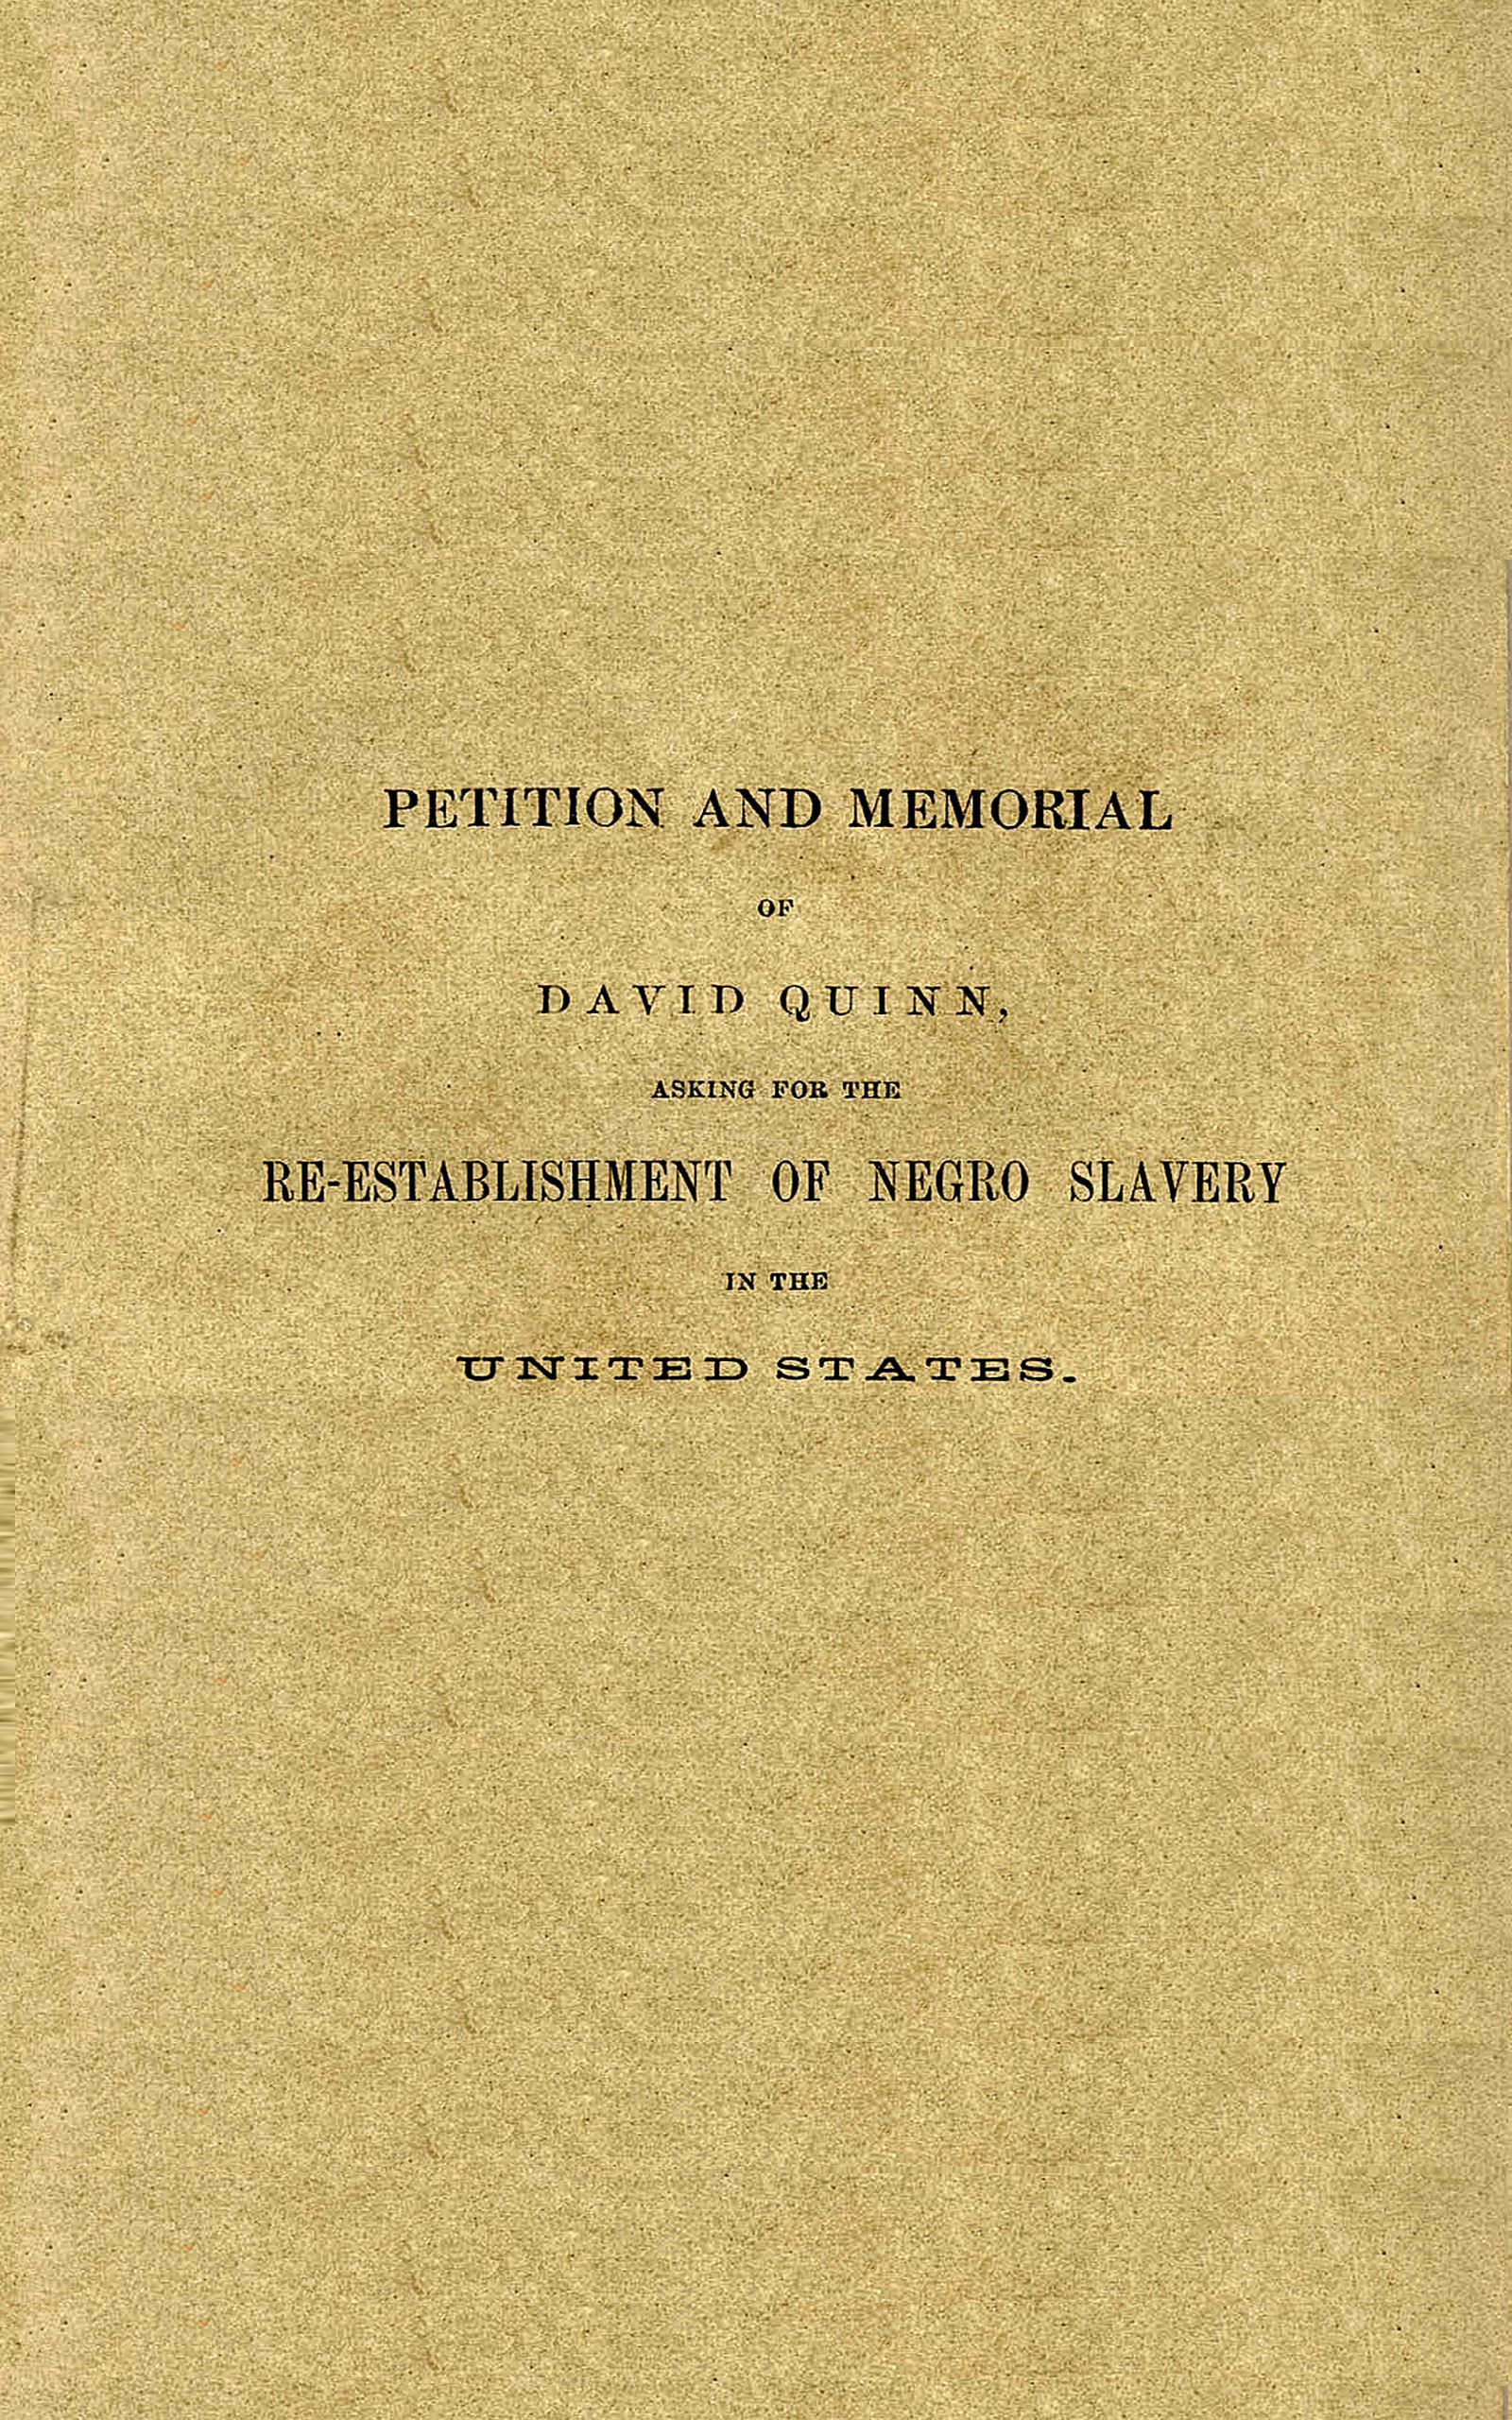 PETITION AND MEMORIAL
OF
DAVID QUINN,
ASKING FOR THE
RE-ESTABLISHMENT OF NEGRO SLAVERY
IN THE
UNITED STATES.